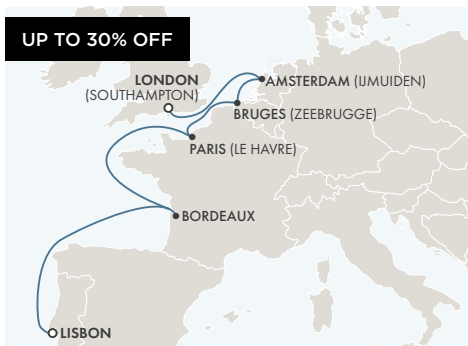 UP TO 30% OFF
LONDON
(SOUTHAMPTON)
AMSTERDAM (IJMUIDEN)
BRUGES (ZEEBRUGGE)
PARIS (LE HAVRE)
BORDEAUX
LISBON